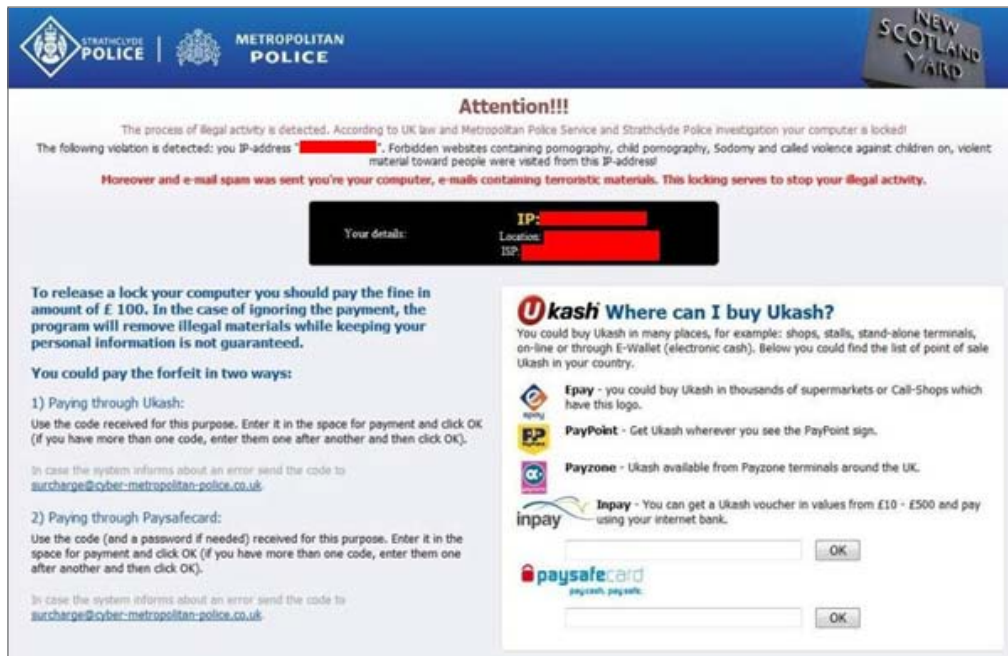 STRATHCLYDE
POLICE
METROPOLITAN
POLICE
NEW
SCOTLAND
YARD
Attention!!!
The process of illegal activity is detected. According to UK law and Metropolitan Police Service and Strathclyde Police investigation your computer is locked!
The following violation is detected: you IP-address " ". Forbidden websites containing pornography, child pornography, Sodomy and called violence against children on, violent
material toward people were visited from this IP-address!
Moreover and e-mail spam was sent you're your computer, e-mails containing terroristic materials. This locking serves to stop your illegal activity.
Your details:
IP:
Location:
ISP:
To release a lock your computer you should pay the fine in
amount of £ 100. In the case of ignoring the payment, the
program will remove illegal materials while keeping your
personal information is not guaranteed.
You could pay the forfeit in two ways:
1) Paying through Ukash:
Use the code received for this purpose. Enter it in the space for payment and click OK
(if you have more than one code, enter them one after another and then click OK).
In case the system informs about an error send the code to
surcharge@cyber-metropolitan-police.co.uk
2) Paying through Paysafecard:
Use the code (and a password if needed) received for this purpose. Enter it in the
space for payment and click OK (if you have more than one code, enter them one
after another and then click OK).
In case the system informs about an error send the code to
surcharge@cyber-metropolitan-police.co.uk
Ukash Where can I buy Ukash?
You could buy Ukash in many places, for example: shops, stalls, stand-alone terminals,
on-line or through E-Wallet (electronic cash). Below you could find the list of point of sale
Ukash in your country.
epay
Epay - you could buy Ukash in thousands of supermarkets or Call-Shops which
have this logo.
PayPoint - Get Ukash wherever you see the PayPoint sign.
Payzone - Ukash available from Payzone terminals around the UK.
inpay
Inpay - You can get a Ukash voucher in values from £10 - £500 and pay
using your internet bank.
OK
paysafecard
pay cash. pay safe.
OK